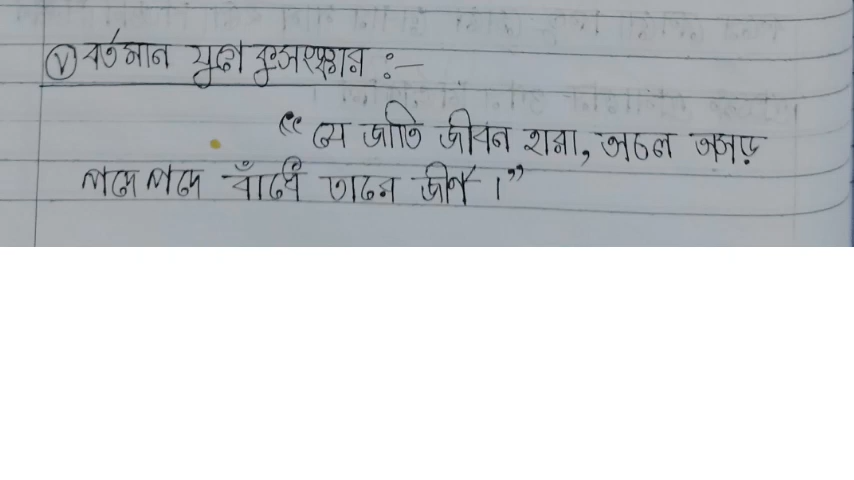 Ⓥ বর্তমান যুগে কুসংস্কার :—
“ যে জাতি জীবন হারা, অচল অসাড়
পদে পদে বাঁধে তারে জীর্ণ ।”